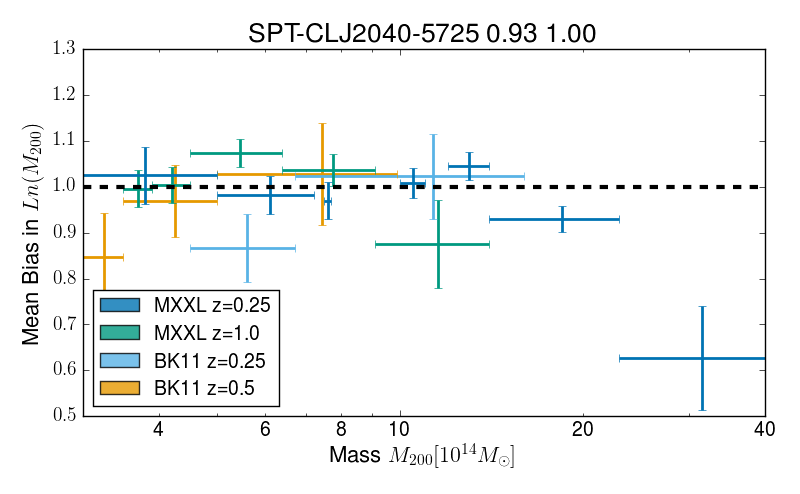 SPT-CLJ2040-5725 0.93 1.00
1.3
1.2
1.1
1.0
0.9
0.8
0.7
0.6
0.5
Mean Bias in Ln(M₂₀₀)
MXXL z=0.25
MXXL z=1.0
BK11 z=0.25
BK11 z=0.5
4 6 8 10 20 40
Mass M₂₀₀[10¹⁴M☉]